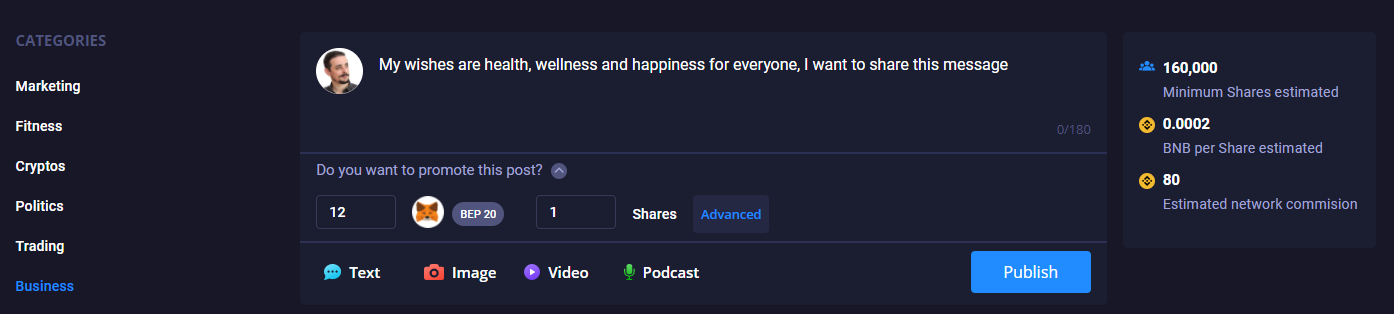 CATEGORIES
Marketing
Fitness
Cryptos
Politics
Trading
Business
My wishes are health, wellness and happiness for everyone, I want to share this message
0/180
Do you want to promote this post?
12 BEP 20 1 Shares Advanced
Text Image Video Podcast Publish
160,000
Minimum Shares estimated
0.0002
BNB per Share estimated
80
Estimated network commision